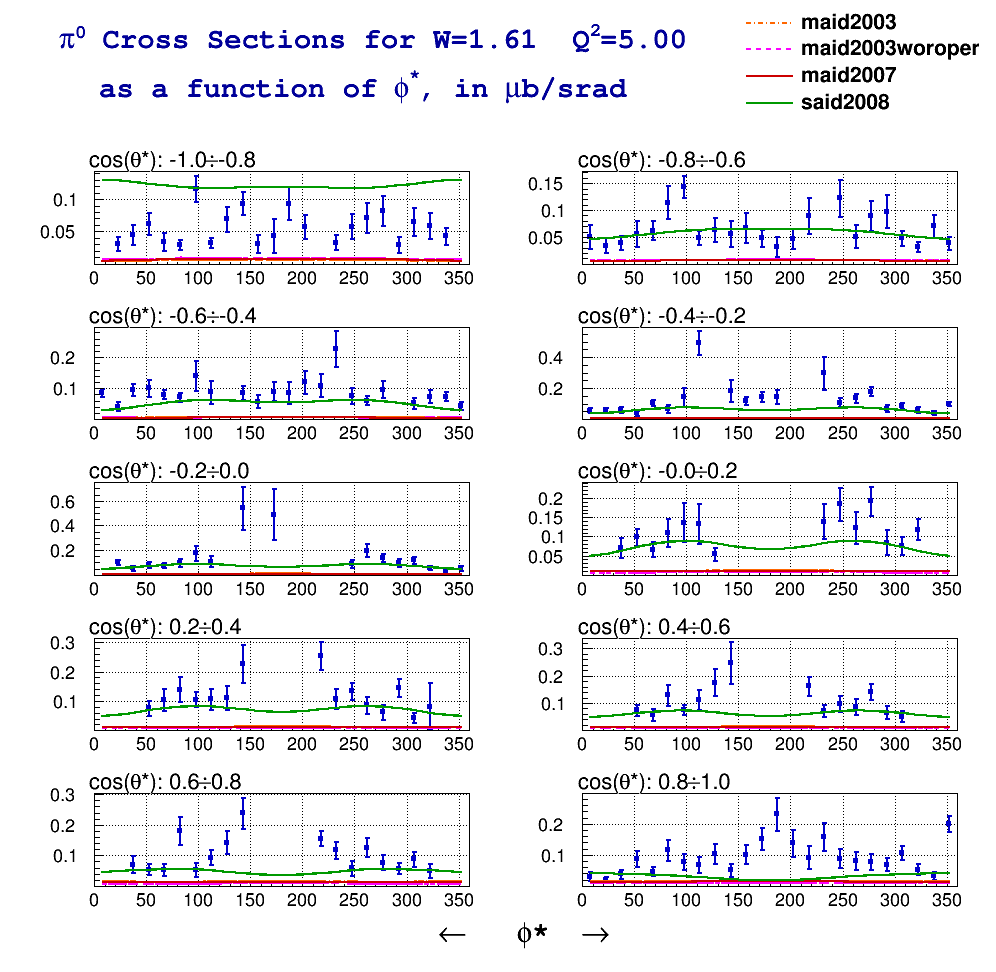 π⁰ Cross Sections for W=1.61 Q²=5.00
as a function of ϕ*, in μb/srad
maid2003
maid2003woroper
maid2007
said2008
cos(θ*): -1.0÷-0.8
0.1
0.05
0 50 100 150 200 250 300 350
cos(θ*): -0.8÷-0.6
0.15
0.1
0.05
0 50 100 150 200 250 300 350
cos(θ*): -0.6÷-0.4
0.2
0.1
0 50 100 150 200 250 300 350
cos(θ*): -0.4÷-0.2
0.4
0.2
0 50 100 150 200 250 300 350
cos(θ*): -0.2÷0.0
0.6
0.4
0.2
0 50 100 150 200 250 300 350
cos(θ*): -0.0÷0.2
0.2
0.15
0.1
0.05
0 50 100 150 200 250 300 350
cos(θ*): 0.2÷0.4
0.3
0.2
0.1
0 50 100 150 200 250 300 350
cos(θ*): 0.4÷0.6
0.3
0.2
0.1
0 50 100 150 200 250 300 350
cos(θ*): 0.6÷0.8
0.3
0.2
0.1
0 50 100 150 200 250 300 350
cos(θ*): 0.8÷1.0
0.2
0.1
0 50 100 150 200 250 300 350
← ϕ* →